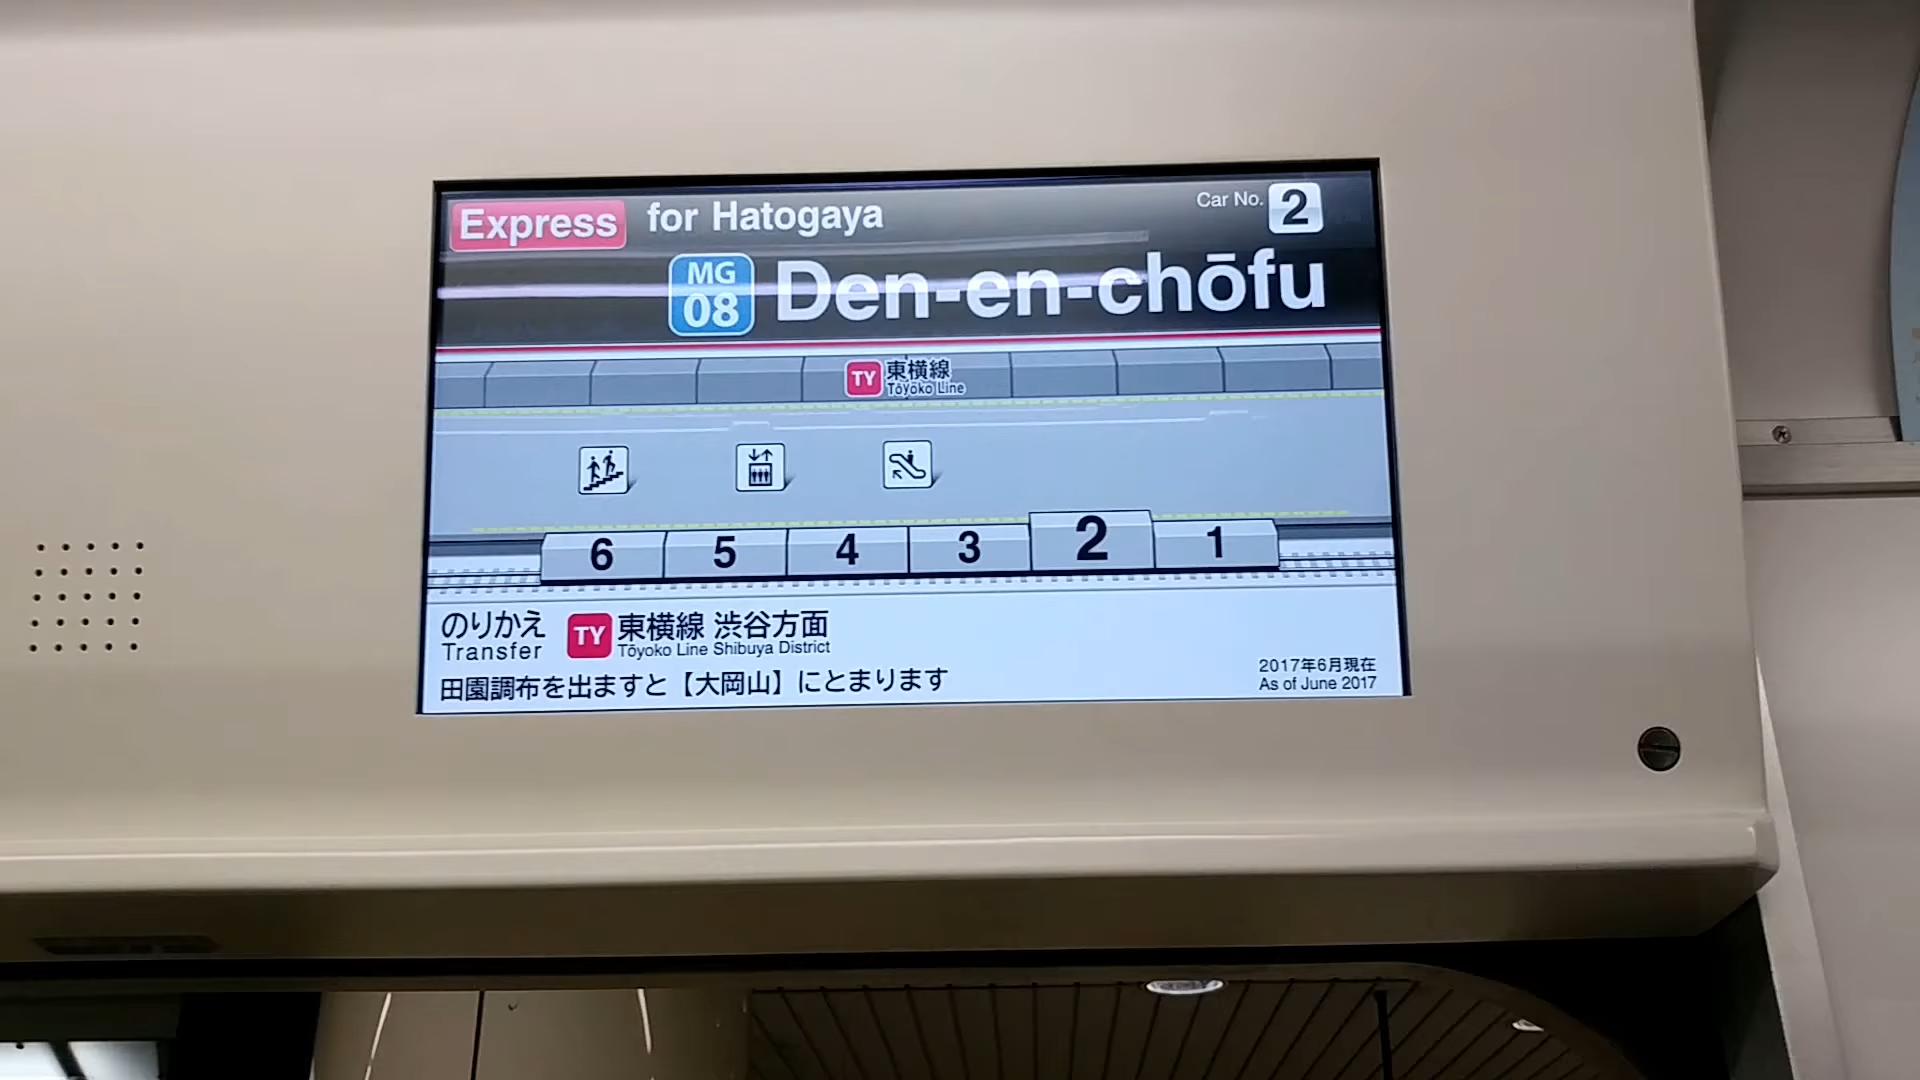 Express for Hatogaya
Car No. 2
MG 08 Den-en-chōfu
TY 東横線
Tōyoko Line
6 5 4 3 2 1
のりかえ TY 東横線 渋谷方面
Transfer Tōyoko Line Shibuya District
田園調布を出ますと【大岡山】にとまります
2017年6月現在
As of June 2017